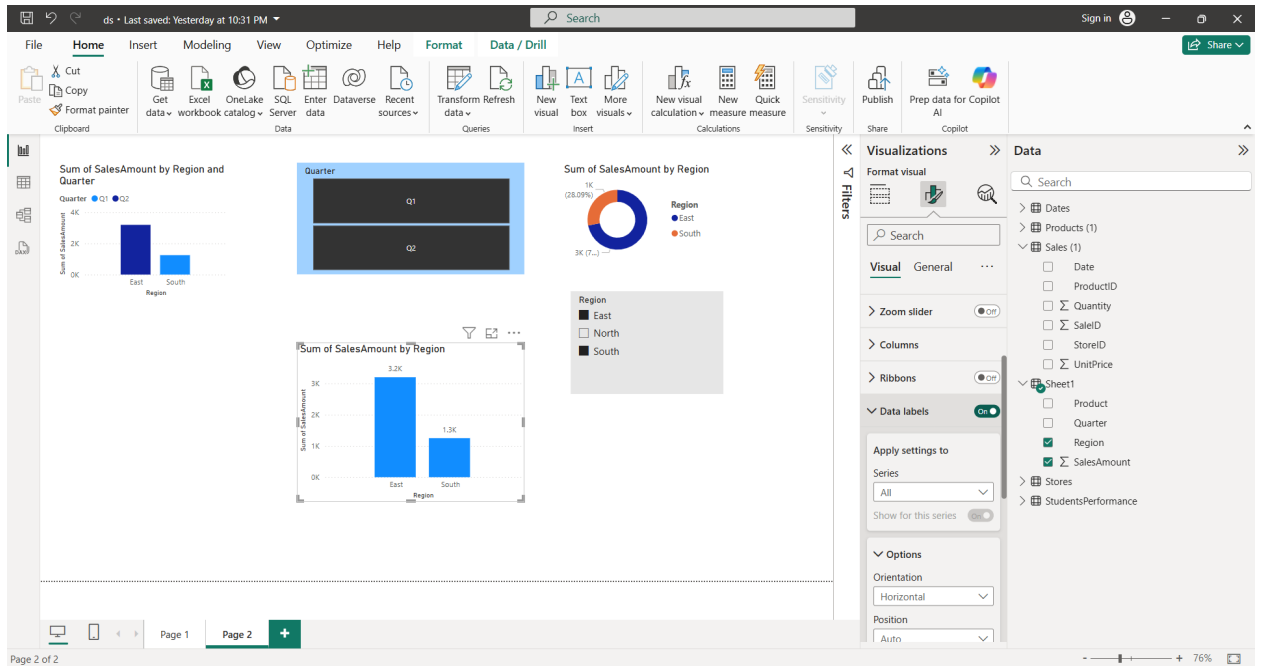 ds • Last saved: Yesterday at 10:31 PM
Search
Sign in
File Home Insert Modeling View Optimize Help Format Data / Drill
Share
Paste
Cut
Copy
Format painter
Clipboard
Get data
Excel workbook
OneLake catalog
SQL Server
Enter data
Dataverse
Recent sources
Data
Transform data
Refresh
Queries
New visual
Text box
More visuals
Insert
New visual calculation
New measure
Quick measure
Calculations
Sensitivity
Sensitivity
Publish
Share
Prep data for AI
Copilot
Copilot
Sum of SalesAmount by Region and
Quarter
Quarter Q1 Q2
Sum of SalesAmount
4K
2K
0K
East South
Region
Quarter
Q1
Q2
Sum of SalesAmount by Region
1K
(28.09%)
3K (7...)
Region
East
South
Region
East
North
South
Sum of SalesAmount by Region
Sum of SalesAmount
3K
2K
1K
0K
3.2K
1.3K
East South
Region
Filters
Visualizations
Format visual
Search
Visual General
Zoom slider Off
Columns
Ribbons Off
Data labels On
Apply settings to
Series
All
Show for this series On
Options
Orientation
Horizontal
Position
Auto
Data
Search
Dates
Products (1)
Sales (1)
Date
ProductID
Quantity
SaleID
StoreID
UnitPrice
Sheet1
Product
Quarter
Region
SalesAmount
Stores
StudentsPerformance
Page 1 Page 2
Page 2 of 2
76%